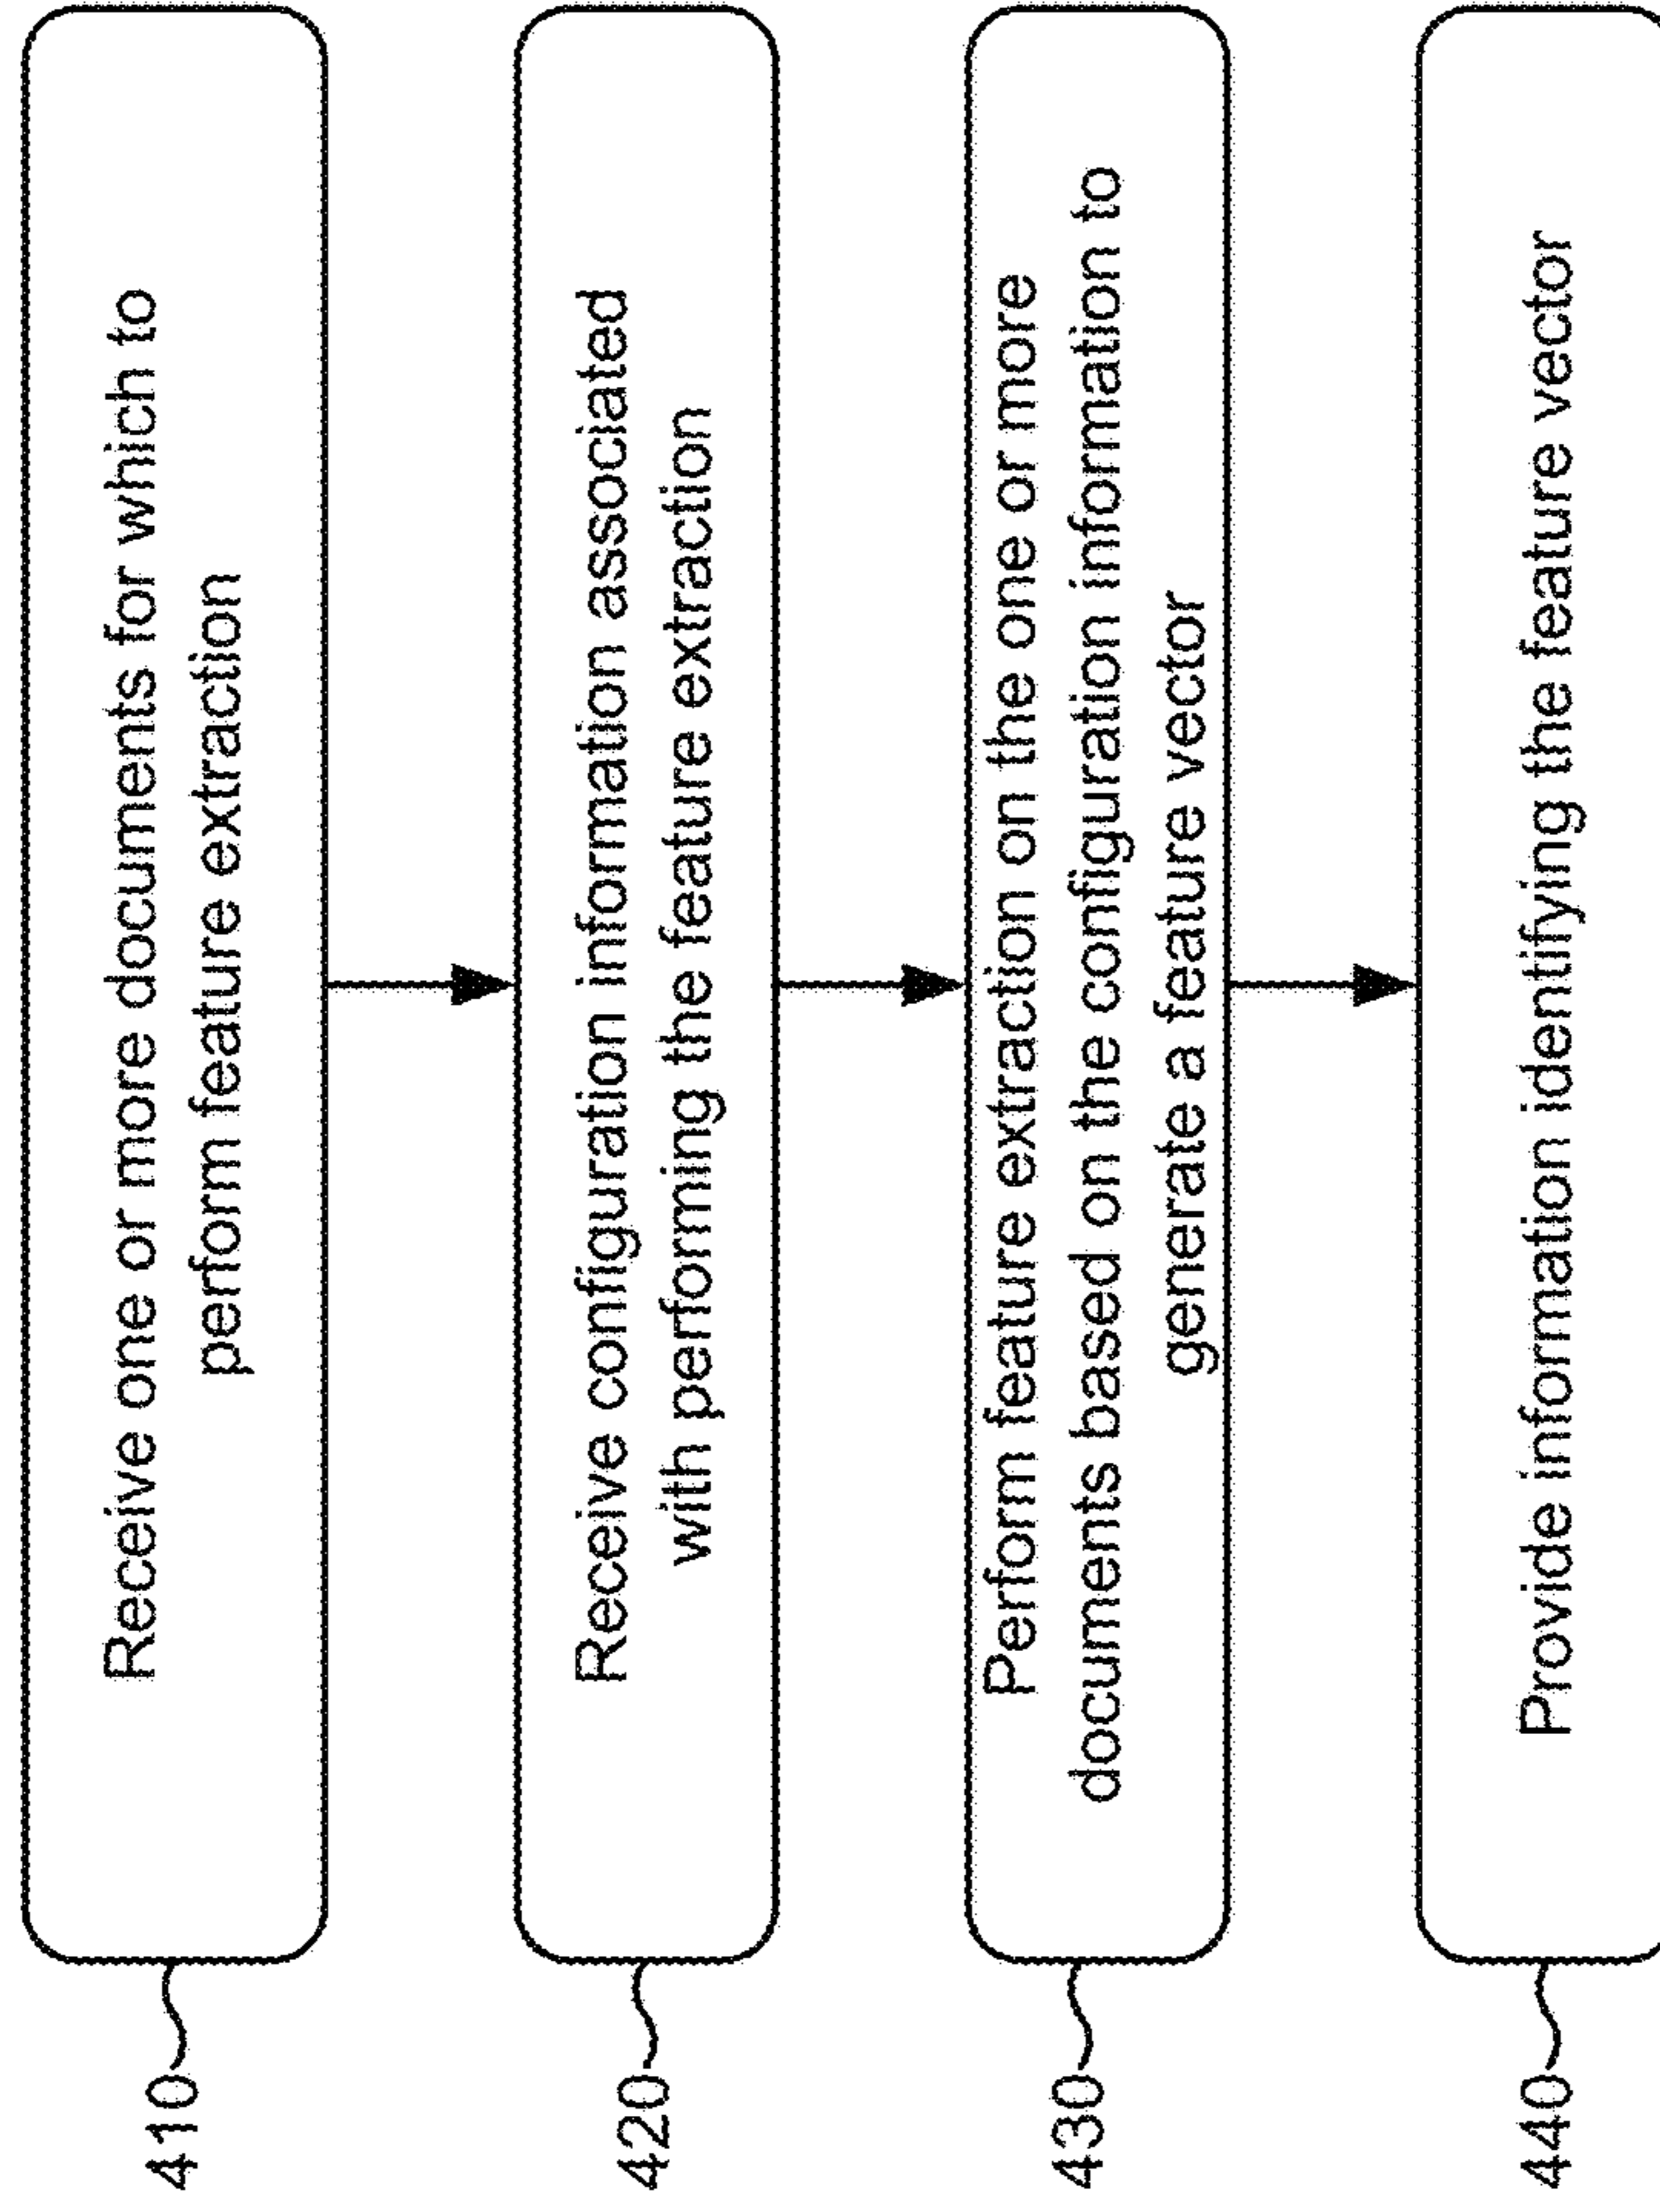 410
Receive one or more documents for which to
perform feature extraction
420
Receive configuration information associated
with performing the feature extraction
430
Perform feature extraction on the one or more
documents based on the configuration information to
generate a feature vector
440
Provide information identifying the feature vector